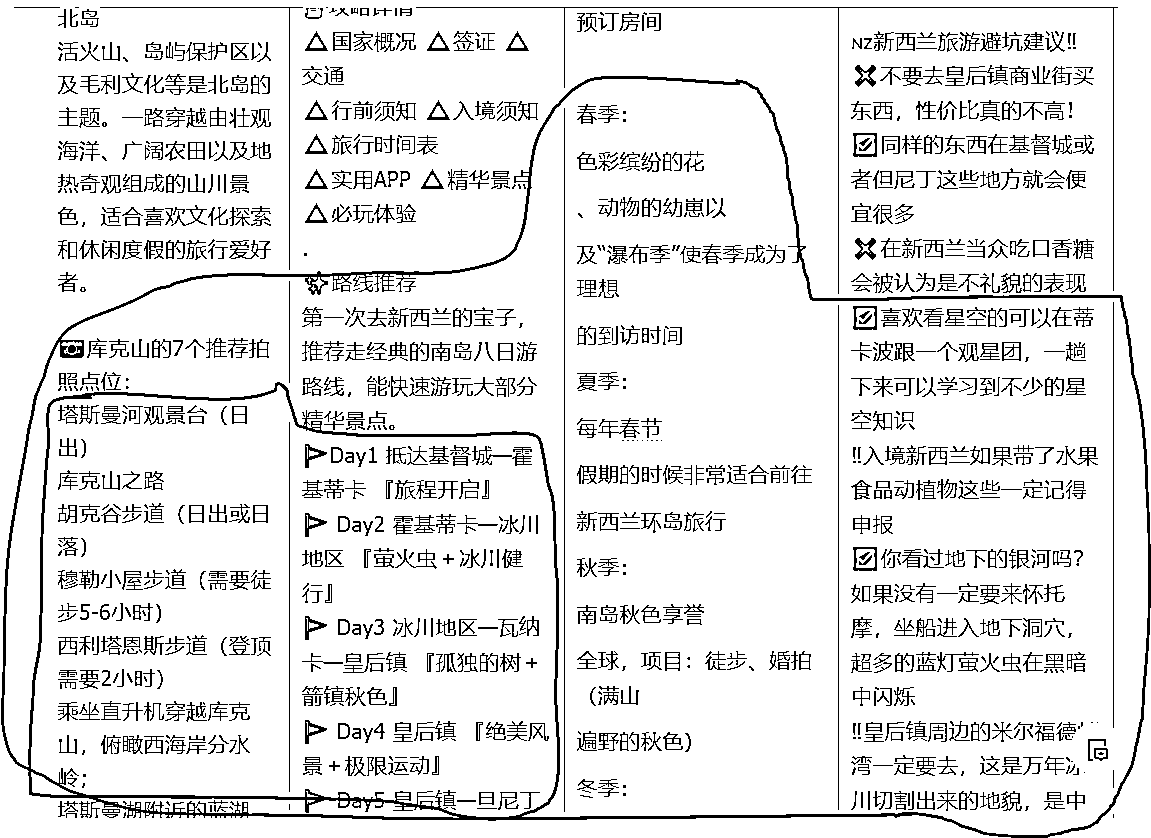 北岛
活火山、岛屿保护区以
及毛利文化等是北岛的
主题。一路穿越由壮观
海洋、广阔农田以及地
热奇观组成的山川景
色，适合喜欢文化探索
和休闲度假的旅行爱好
者。
📷库克山的7个推荐拍
照点位：
塔斯曼河观景台（日
出）
库克山之路
胡克谷步道（日出或日
落）
穆勒小屋步道（需要徒
步5-6小时）
西利塔恩斯步道（登顶
需要2小时）
乘坐直升机穿越库克
山，俯瞰西海岸分水
岭；
塔斯曼湖附近的蓝湖
攻略详情
△国家概况 △签证 △
交通
△行前须知 △入境须知
△旅行时间表
△实用APP △精华景点
△必玩体验
.
✨路线推荐
第一次去新西兰的宝子，
推荐走经典的南岛八日游
路线，能快速游玩大部分
精华景点。
🚩Day1 抵达基督城—霍
基蒂卡 『旅程开启』
🚩 Day2 霍基蒂卡—冰川
地区 『萤火虫＋冰川健
行』
🚩 Day3 冰川地区—瓦纳
卡—皇后镇 『孤独的树＋
箭镇秋色』
🚩 Day4 皇后镇 『绝美风
景＋极限运动』
🚩 Day5 皇后镇—旦尼丁
预订房间
春季：
色彩缤纷的花
、动物的幼崽以
及“瀑布季”使春季成为了
理想
的到访时间
夏季：
每年春节
假期的时候非常适合前往
新西兰环岛旅行
秋季：
南岛秋色享誉
全球，项目：徒步、婚拍
（满山
遍野的秋色）
冬季：
NZ新西兰旅游避坑建议‼
✖不要去皇后镇商业街买
东西，性价比真的不高！
✅同样的东西在基督城或
者但尼丁这些地方就会便
宜很多
✖在新西兰当众吃口香糖
会被认为是不礼貌的表现
✅喜欢看星空的可以在蒂
卡波跟一个观星团，一趟
下来可以学习到不少的星
空知识
‼入境新西兰如果带了水果
食品动植物这些一定记得
申报
✅你看过地下的银河吗？
如果没有一定要来怀托
摩，坐船进入地下洞穴，
超多的蓝灯萤火虫在黑暗
中闪烁
‼皇后镇周边的米尔福德
湾一定要去，这是万年冰
川切割出来的地貌，是中